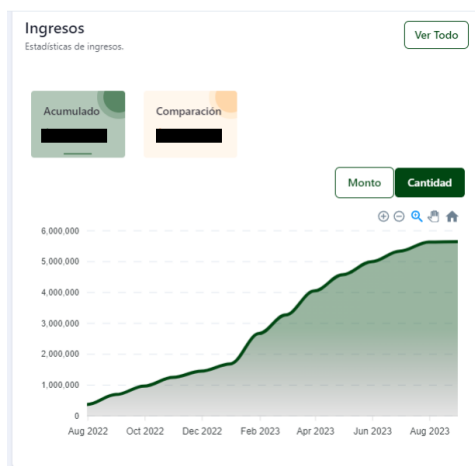 Ingresos
Ver Todo
Estadísticas de ingresos.
Acumulado
Comparación
Monto
Cantidad
6,000,000
5,000,000
4,000,000
3,000,000
2,000,000
1,000,000
0
Aug 2022 Oct 2022 Dec 2022 Feb 2023 Apr 2023 Jun 2023 Aug 2023